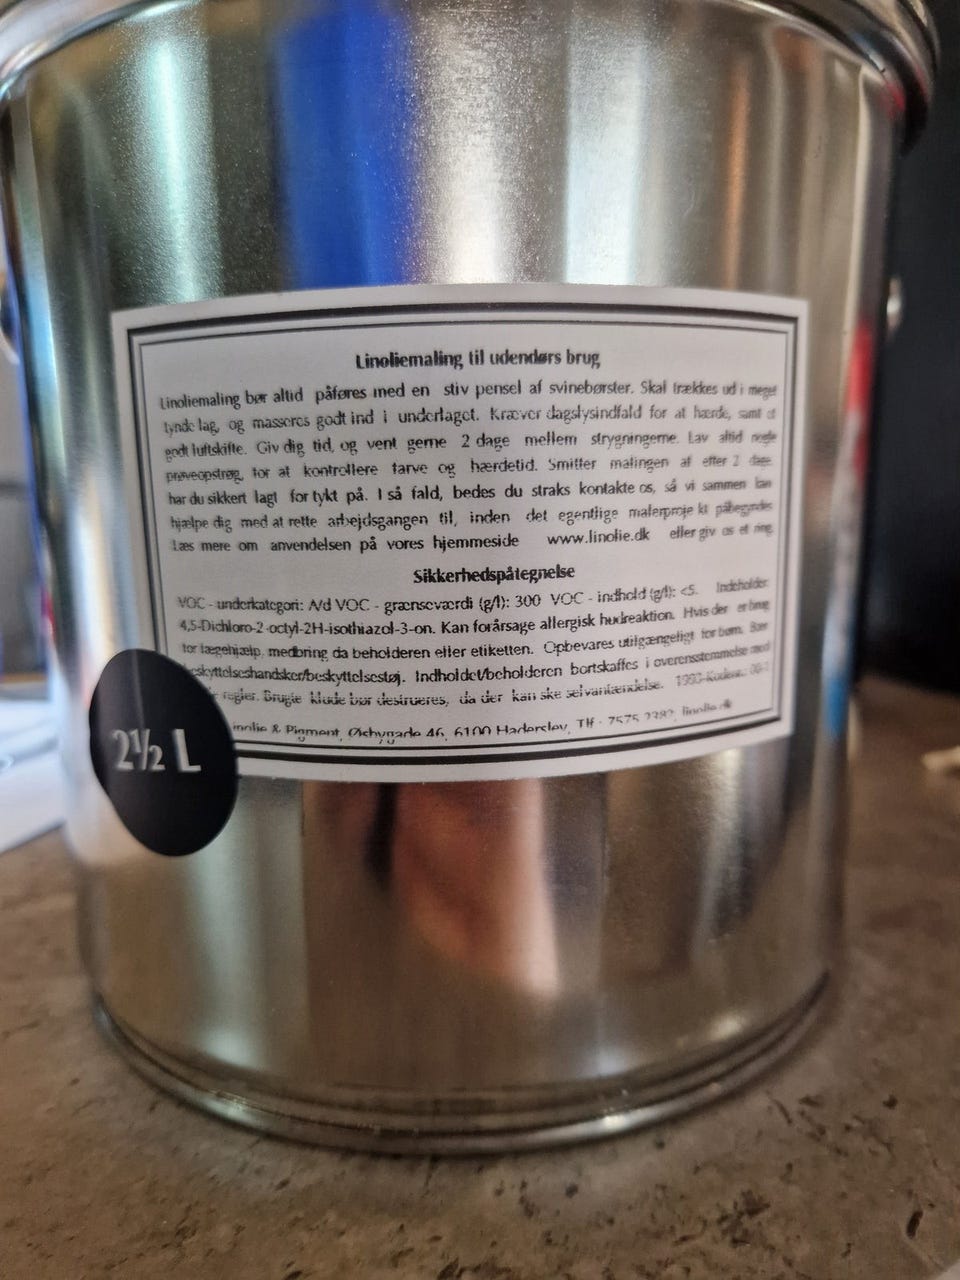 Linoliemaling til udendørs brug
Linoliemaling bør altid påføres med en stiv pensel af svinebørster. Skal trækkes ud i meget
tynde lag, og masseres godt ind i underlaget. Kræver dagslysindfald for at hærde, samt et
godt luftskifte. Giv dig tid, og vent gerne 2 dage mellem strygningerne. Lav altid nogle
prøveopstrøg, for at kontrollere farve og hærdetid. Smitter malingen af efter 2 dage,
har du sikkert lagt for tykt på. I så fald, bedes du straks kontakte os, så vi sammen kan
hjælpe dig med at rette arbejdsgangen til, inden det egentlige malerprojekt påbegyndes
Læs mere om anvendelsen på vores hjemmeside www.linolie.dk eller giv os et ring.
Sikkerhedspåtegnelse
VOC - underkategori: A/d VOC - grænseværdi (g/l): 300 VOC - indhold (g/l): <5. Indeholder
4,5-Dichloro-2-octyl-2H-isothiazol-3-on. Kan forårsage allergisk hudreaktion. Hvis der er brug
for lægehjælp, medbring da beholderen eller etiketten. Opbevares utilgængeligt for børn. Bær
beskyttelseshandsker/beskyttelsestøj. Indholdet/beholderen bortskaffes i overensstemmelse med
regler. Brugte klude bør destrueres, da der kan ske selvantændelse. 1993-Kodenr.:
inolie & Pigment, Øsbygade 46, 6100 Haderslev, Tlf.: 7575 2382, linolie.dk
2½ L